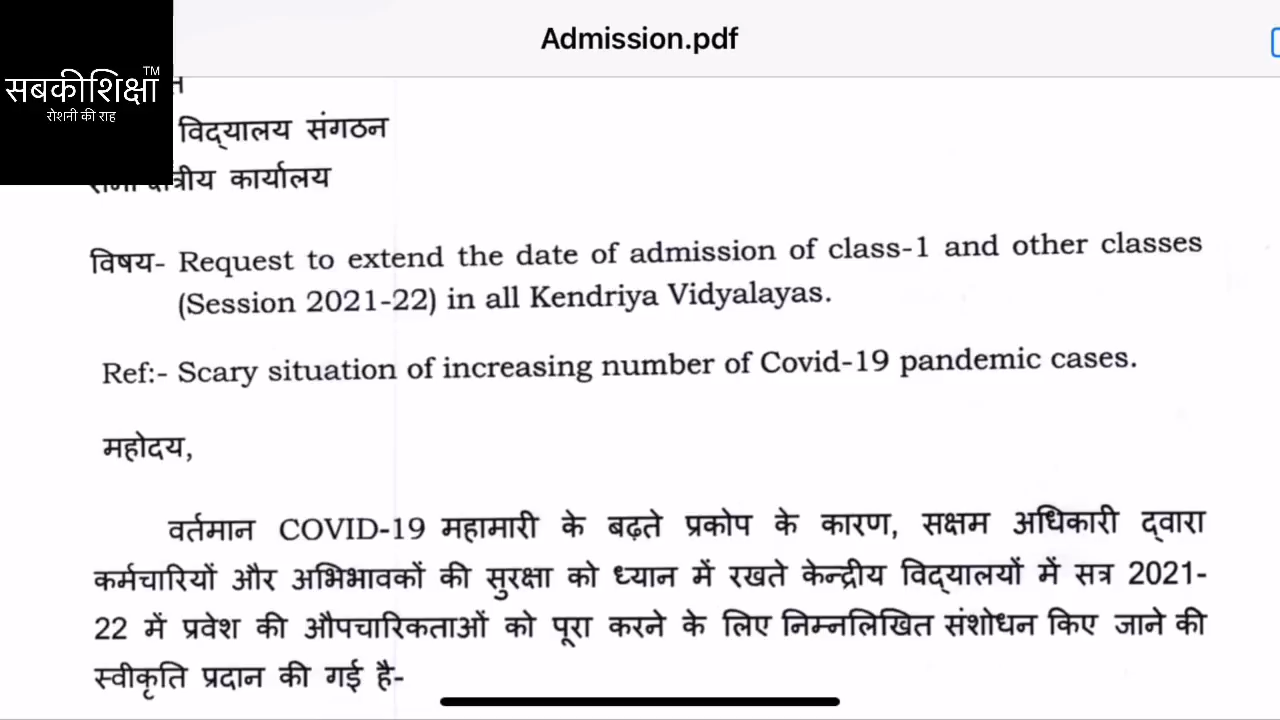 Admission.pdf
सबकीशिक्षा™
रोशनी की राह
विद्यालय संगठन
क्षेत्रीय कार्यालय
विषय- Request to extend the date of admission of class-1 and other classes
(Session 2021-22) in all Kendriya Vidyalayas.
Ref:- Scary situation of increasing number of Covid-19 pandemic cases.
महोदय,
वर्तमान COVID-19 महामारी के बढ़ते प्रकोप के कारण, सक्षम अधिकारी द्वारा
कर्मचारियों और अभिभावकों की सुरक्षा को ध्यान में रखते केन्द्रीय विद्यालयों में सत्र 2021-
22 में प्रवेश की औपचारिकताओं को पूरा करने के लिए निम्नलिखित संशोधन किए जाने की
स्वीकृति प्रदान की गई है-